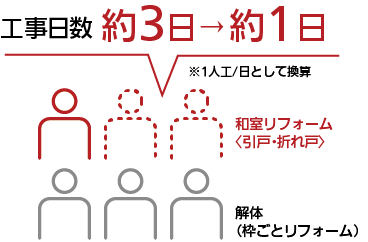 工事日数 約3日→約1日
※1人工/日として換算
和室リフォーム
〈引戸・折れ戸〉
解体
（枠ごとリフォーム）